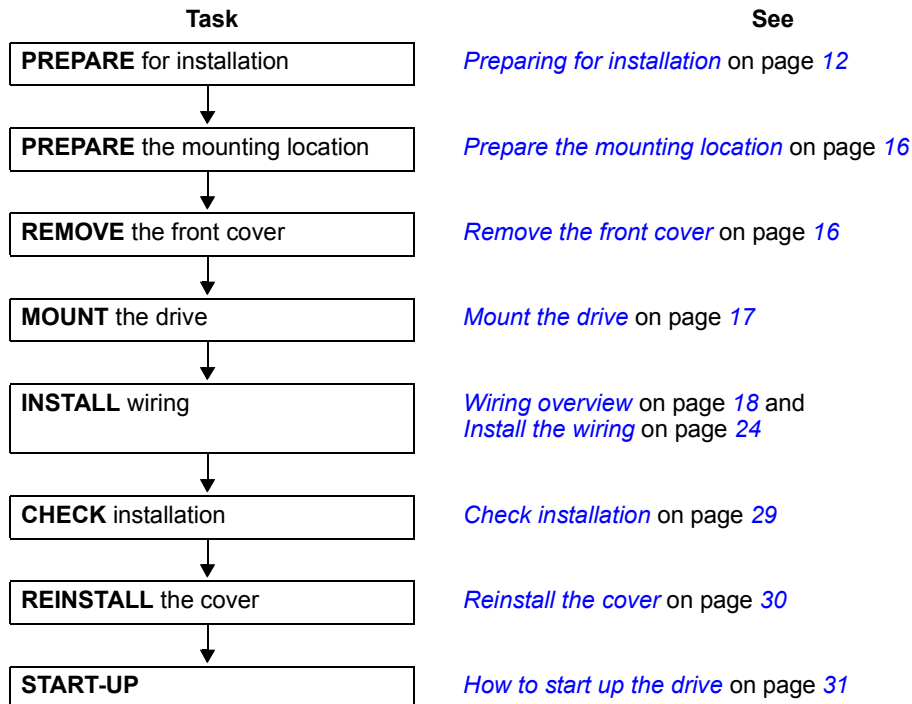 Task See
PREPARE for installation Preparing for installation on page 12
PREPARE the mounting location Prepare the mounting location on page 16
REMOVE the front cover Remove the front cover on page 16
MOUNT the drive Mount the drive on page 17
INSTALL wiring Wiring overview on page 18 and
Install the wiring on page 24
CHECK installation Check installation on page 29
REINSTALL the cover Reinstall the cover on page 30
START-UP How to start up the drive on page 31